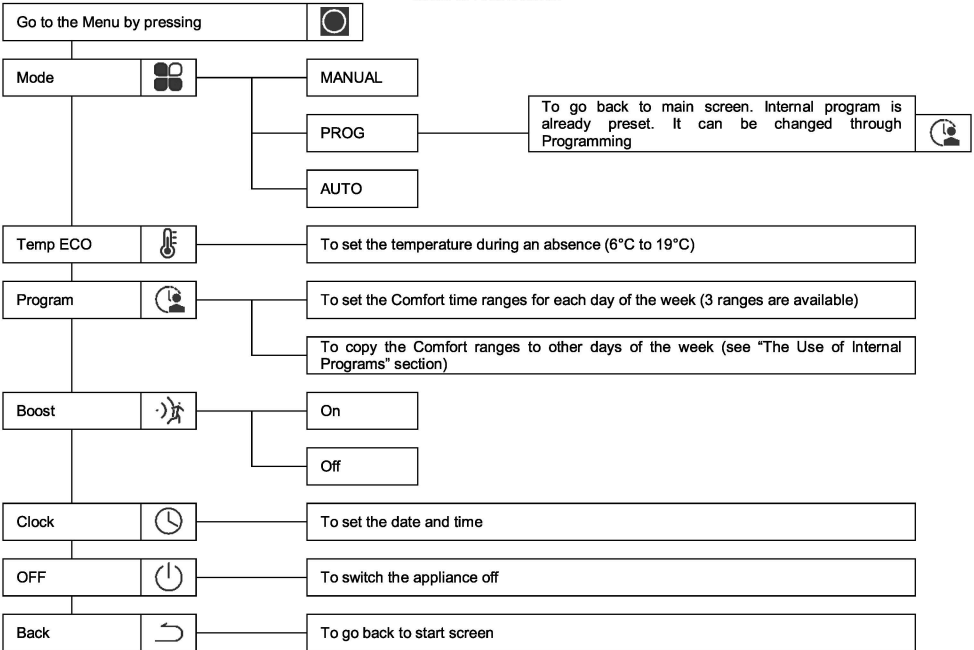 Go to the Menu by pressing
Mode
MANUAL
PROG
To go back to main screen. Internal program is
already preset. It can be changed through
Programming
AUTO
Temp ECO
To set the temperature during an absence (6°C to 19°C)
Program
To set the Comfort time ranges for each day of the week (3 ranges are available)
To copy the Comfort ranges to other days of the week (see “The Use of Internal
Programs” section)
Boost
On
Off
Clock
To set the date and time
OFF
To switch the appliance off
Back
To go back to start screen